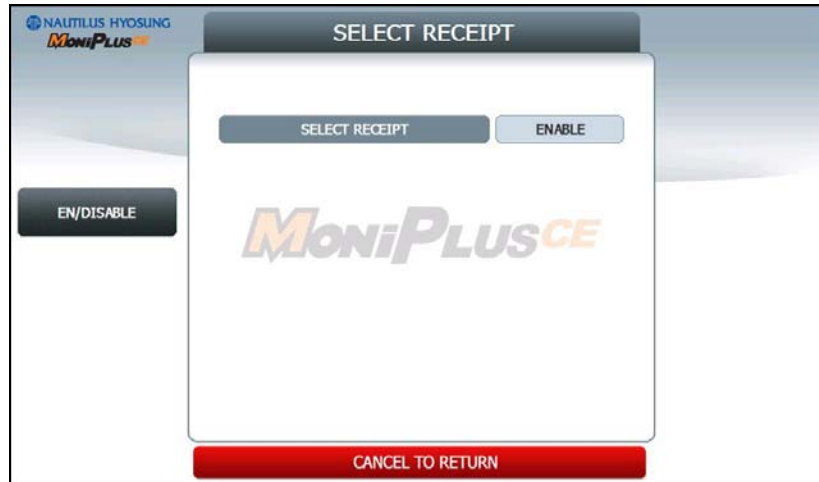 NAUTILUS HYOSUNG
MONIPLUS CE
SELECT RECEIPT
SELECT RECEIPT ENABLE
EN/DISABLE
MONIPLUS CE
CANCEL TO RETURN